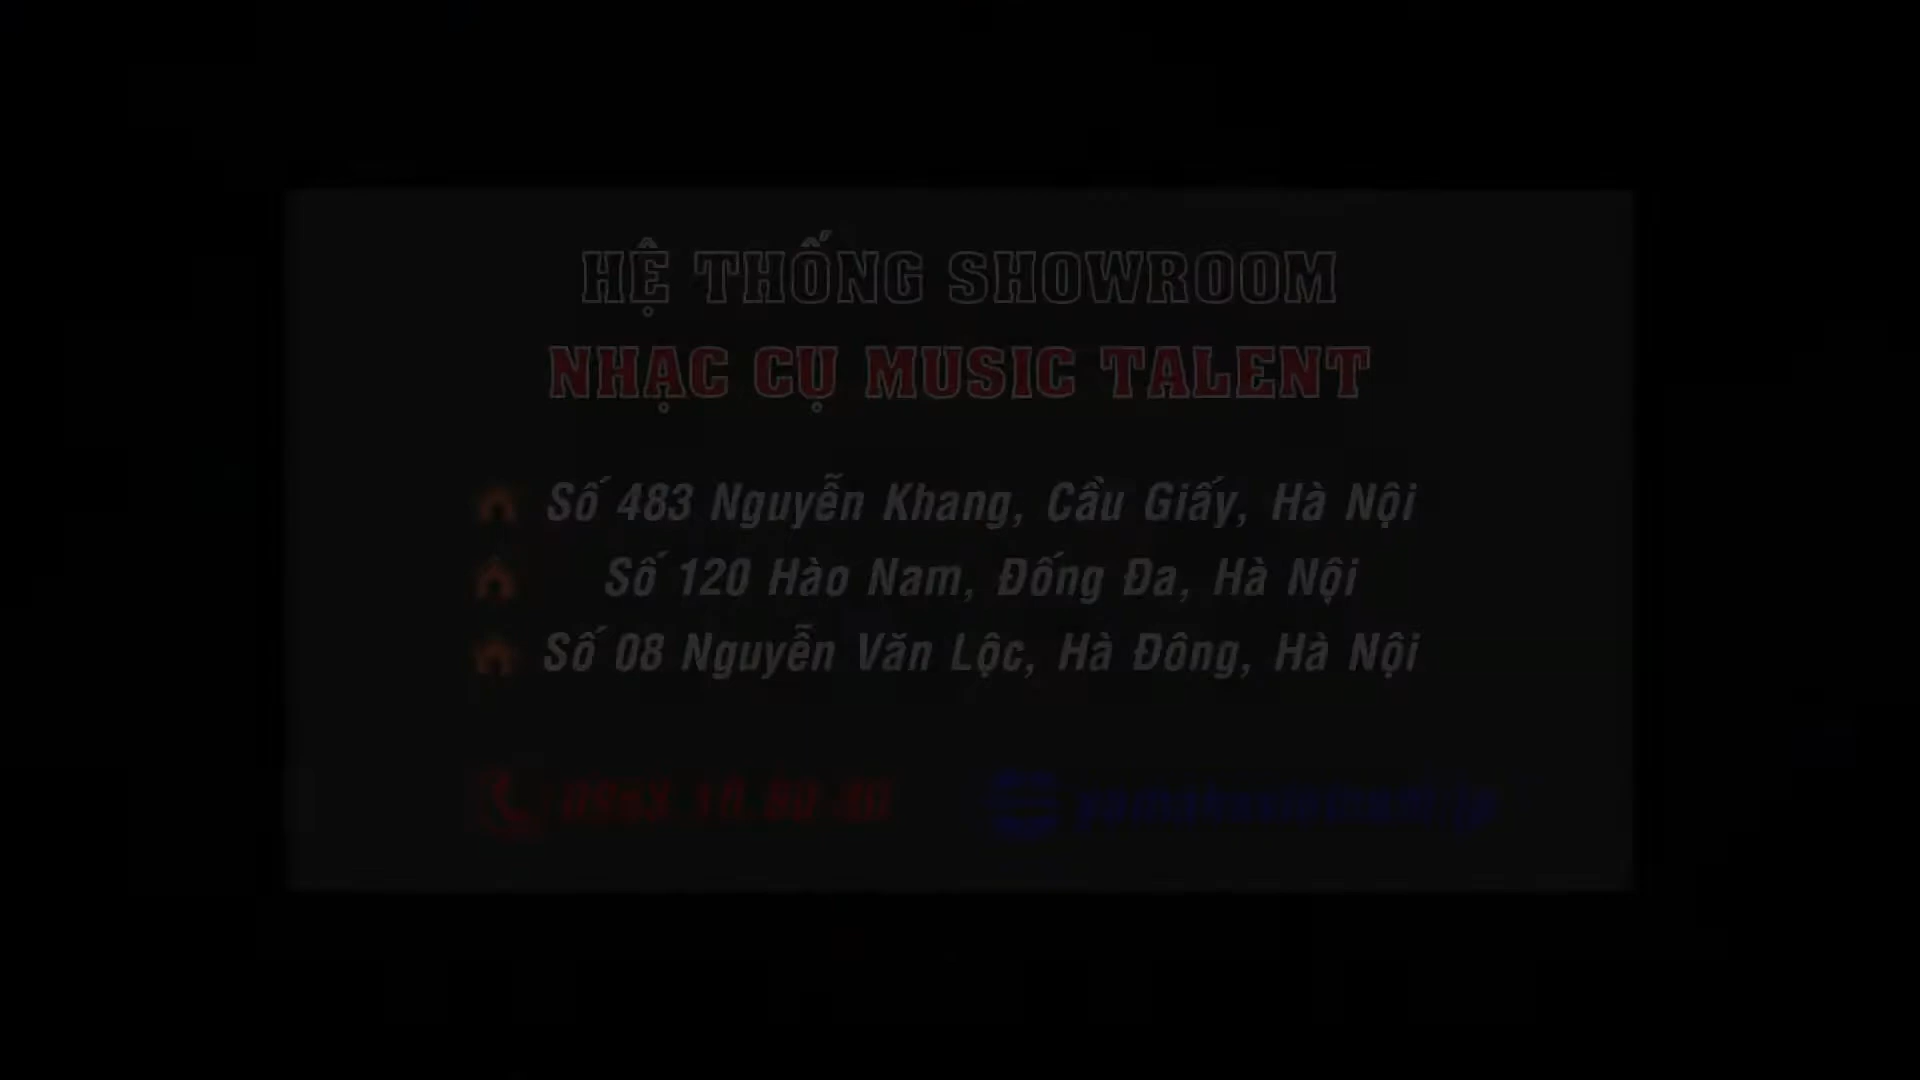 HỆ THỐNG SHOWROOM
NHẠC CỤ MUSIC TALENT
Số 483 Nguyễn Khang, Cầu Giấy, Hà Nội
Số 120 Hào Nam, Đống Đa, Hà Nội
Số 08 Nguyễn Văn Lộc, Hà Đông, Hà Nội